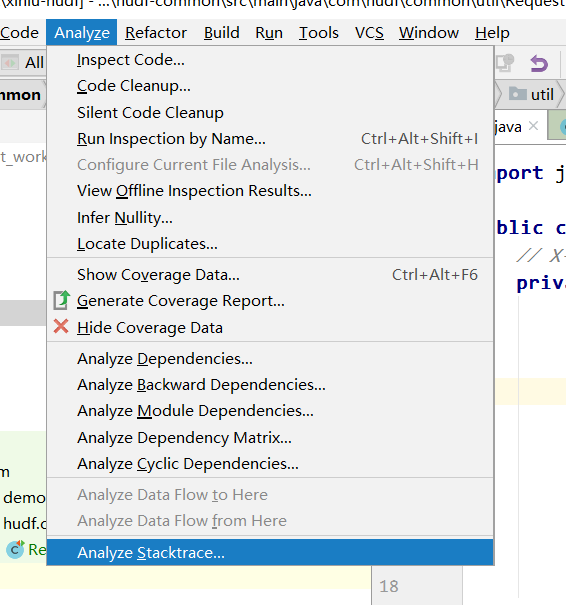 \hudf-common\src\main\java\com\hudf\common\util\Request
Code Analyze Refactor Build Run Tools VCS Window Help
All
mmon
util
java
Inspect Code...
Code Cleanup...
Silent Code Cleanup
Run Inspection by Name... Ctrl+Alt+Shift+I
Configure Current File Analysis... Ctrl+Alt+Shift+H
View Offline Inspection Results...
Infer Nullity...
Locate Duplicates...
Show Coverage Data... Ctrl+Alt+F6
Generate Coverage Report...
Hide Coverage Data
Analyze Dependencies...
Analyze Backward Dependencies...
Analyze Module Dependencies...
Analyze Dependency Matrix...
Analyze Cyclic Dependencies...
Analyze Data Flow to Here
Analyze Data Flow from Here
Analyze Stacktrace...
t_work
port j
blic c
// X-
priva
m
demo
hudf.c
C Re
18